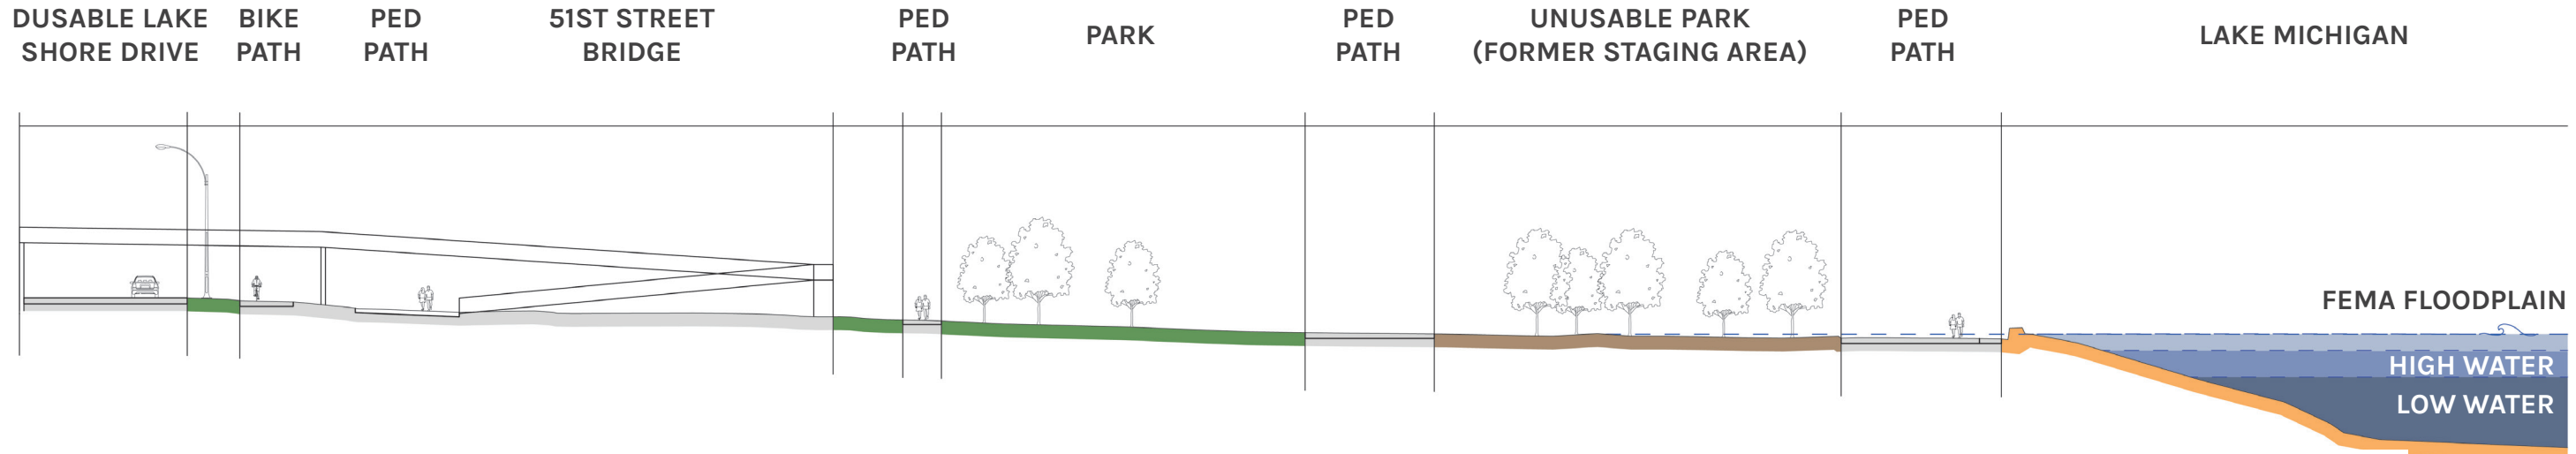 DUSABLE LAKE
SHORE DRIVE
BIKE
PATH
PED
PATH
51ST STREET
BRIDGE
PED
PATH
PARK
PED
PATH
UNUSABLE PARK
(FORMER STAGING AREA)
PED
PATH
LAKE MICHIGAN
FEMA FLOODPLAIN
HIGH WATER
LOW WATER